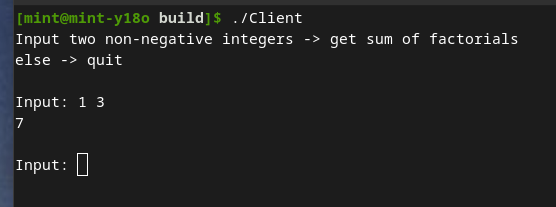 [mint@mint-y18o build]$ ./Client
Input two non-negative integers -> get sum of factorials
else -> quit
Input: 1 3
7
Input: